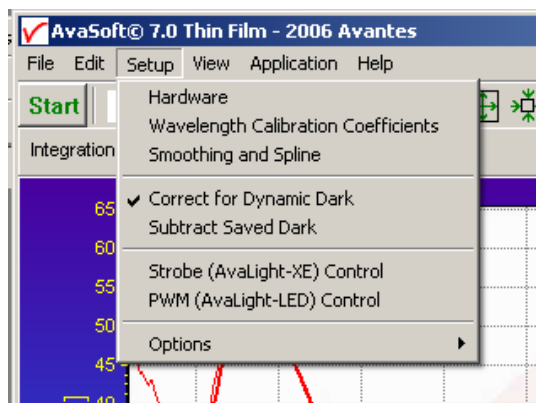 AvaSoft© 7.0 Thin Film - 2006 Avantes
File Edit Setup View Application Help
Start
Hardware
Wavelength Calibration Coefficients
Integration
Smoothing and Spline
Correct for Dynamic Dark
65
Subtract Saved Dark
60
Strobe (AvaLight-XE) Control
55
PWM (AvaLight-LED) Control
50
Options
45
40